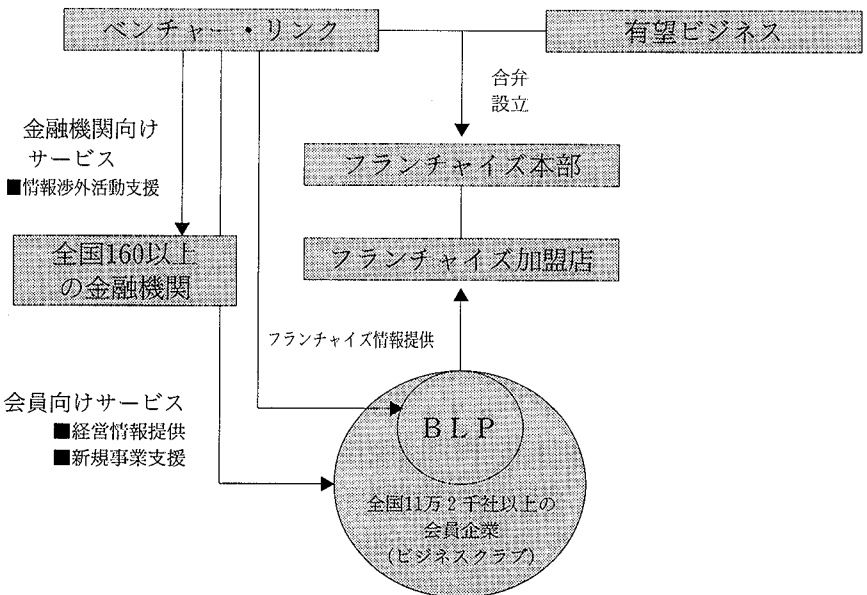 ベンチャー・リンク
有望ビジネス
合弁
設立
金融機関向け
サービス
■情報渉外活動支援
フランチャイズ本部
全国160以上
の金融機関
フランチャイズ加盟店
フランチャイズ情報提供
会員向けサービス
■経営情報提供
■新規事業支援
BLP
全国11万2千社以上の
会員企業
(ビジネスクラブ)